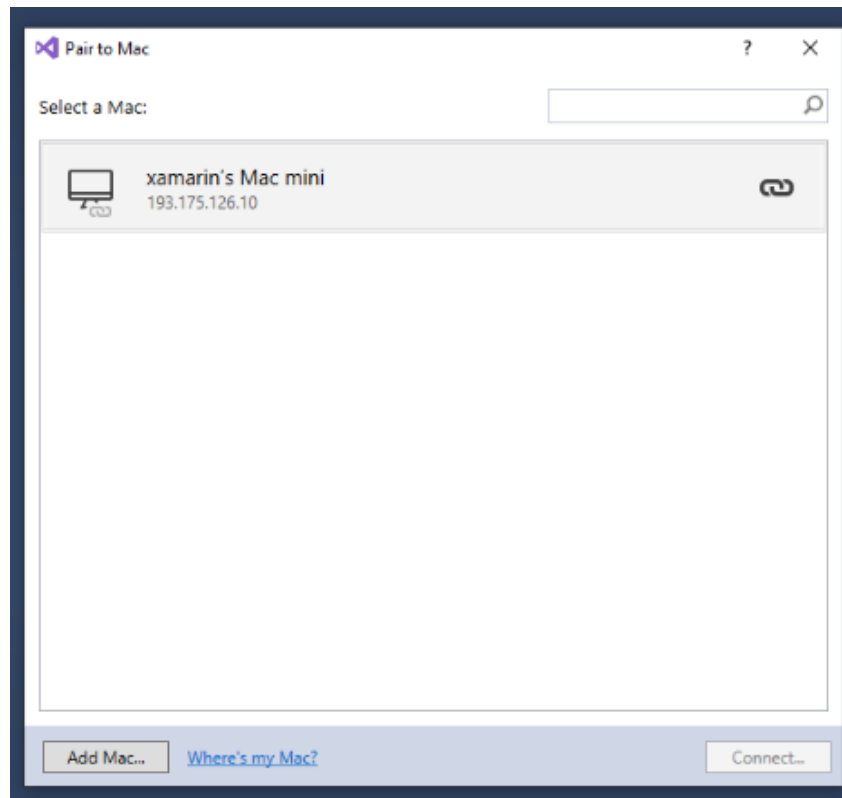 Pair to Mac
?
Select a Mac:
xamarin's Mac mini
193.175.126.10
Add Mac...
Where's my Mac?
Connect...